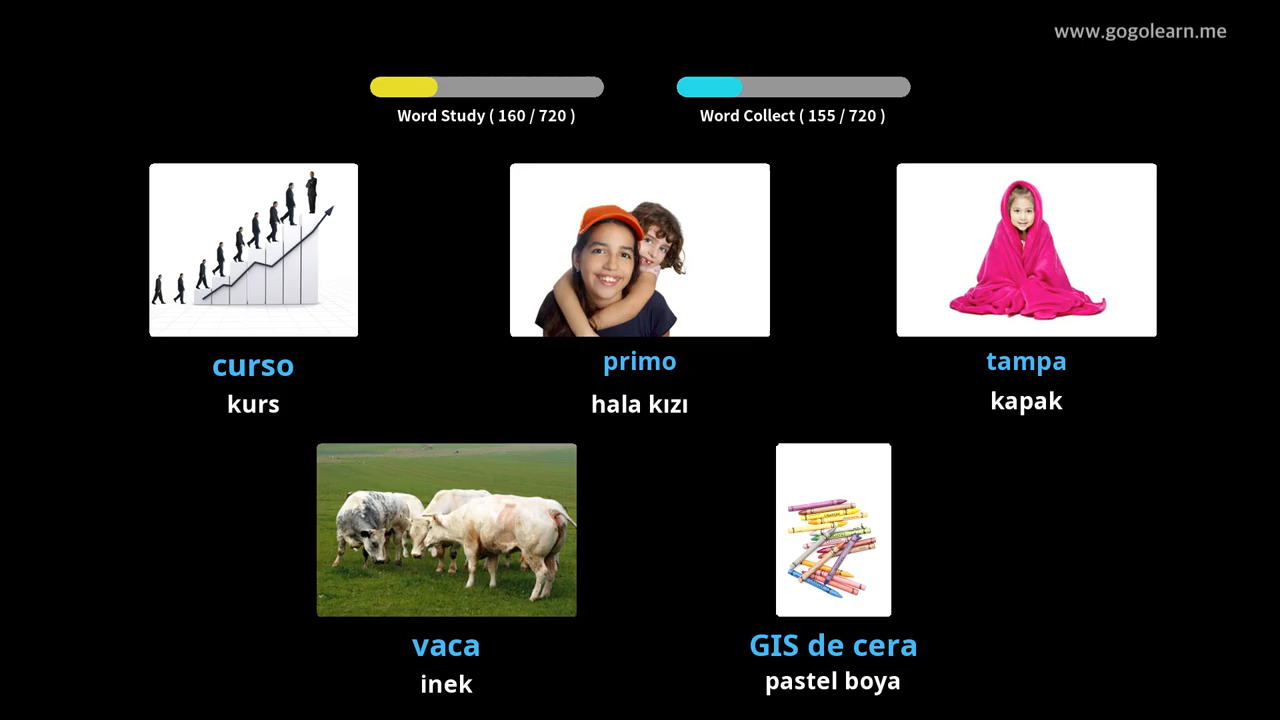 www.gogolearn.me
Word Study ( 160 / 720 )
Word Collect ( 155 / 720 )
curso
kurs
primo
hala kızı
tampa
kapak
vaca
inek
GIS de cera
pastel boya